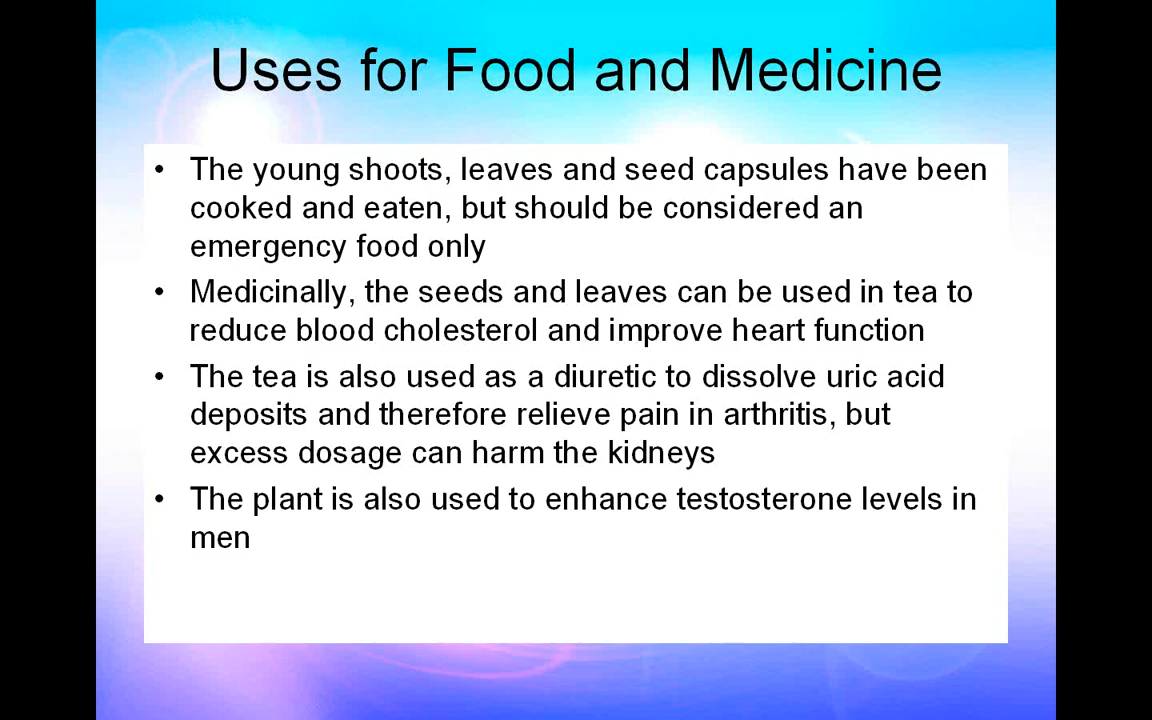 Uses for Food and Medicine
• The young shoots, leaves and seed capsules have been
cooked and eaten, but should be considered an
emergency food only
• Medicinally, the seeds and leaves can be used in tea to
reduce blood cholesterol and improve heart function
• The tea is also used as a diuretic to dissolve uric acid
deposits and therefore relieve pain in arthritis, but
excess dosage can harm the kidneys
• The plant is also used to enhance testosterone levels in
men